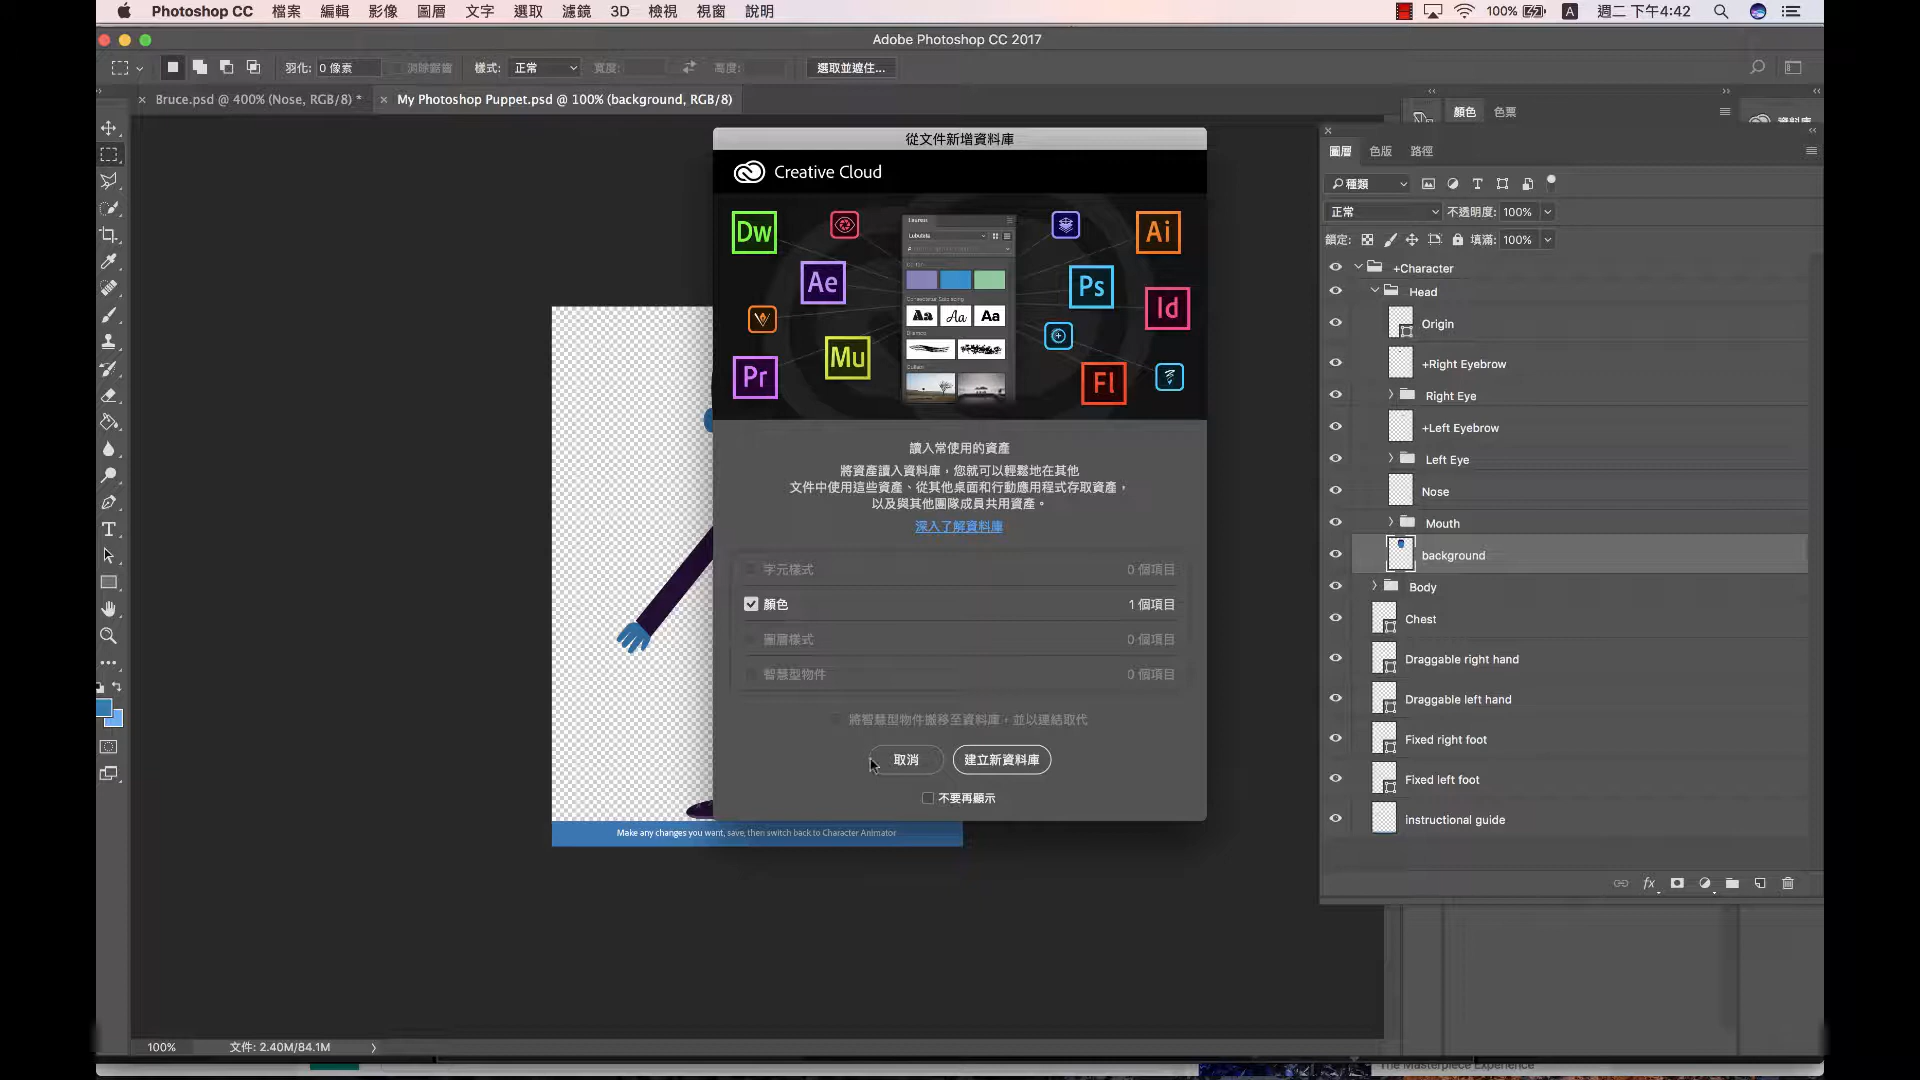 Photoshop CC 檔案 編輯 影像 圖層 文字 選取 濾鏡 3D 檢視 視窗 說明 100% A 週二 下午4:42
Adobe Photoshop CC 2017
羽化: 0 像素 消除鋸齒 樣式: 正常 寬度: 高度: 選取並遮住...
Bruce.psd @ 400% (Nose, RGB/8) *
My Photoshop Puppet.psd @ 100% (background, RGB/8)
顏色 色票
資料庫
從文件新增資料庫
Creative Cloud
Dw
Ae
Mu
Pr
Ai
Ps
Id
Fl
Aa Aa Aa
讀入常使用的資產
將資產讀入資料庫，您就可以輕鬆地在其他
文件中使用這些資產、從其他桌面和行動應用程式存取資產，
以及與其他團隊成員共用資產。
深入了解資料庫
字元樣式 0 個項目
顏色 1 個項目
圖層樣式 0 個項目
智慧型物件 0 個項目
將智慧型物件搬移至資料庫，並以連結取代
取消 建立新資料庫
不要再顯示
Make any changes you want, save, then switch back to Character Animator
圖層 色版 路徑
種類
正常 不透明度: 100%
鎖定: 填滿: 100%
+Character
Head
Origin
+Right Eyebrow
Right Eye
+Left Eyebrow
Left Eye
Nose
Mouth
background
Body
Chest
Draggable right hand
Draggable left hand
Fixed right foot
Fixed left foot
instructional guide
fx
100% 文件: 2.40M/84.1M
The Masterpiece Experience